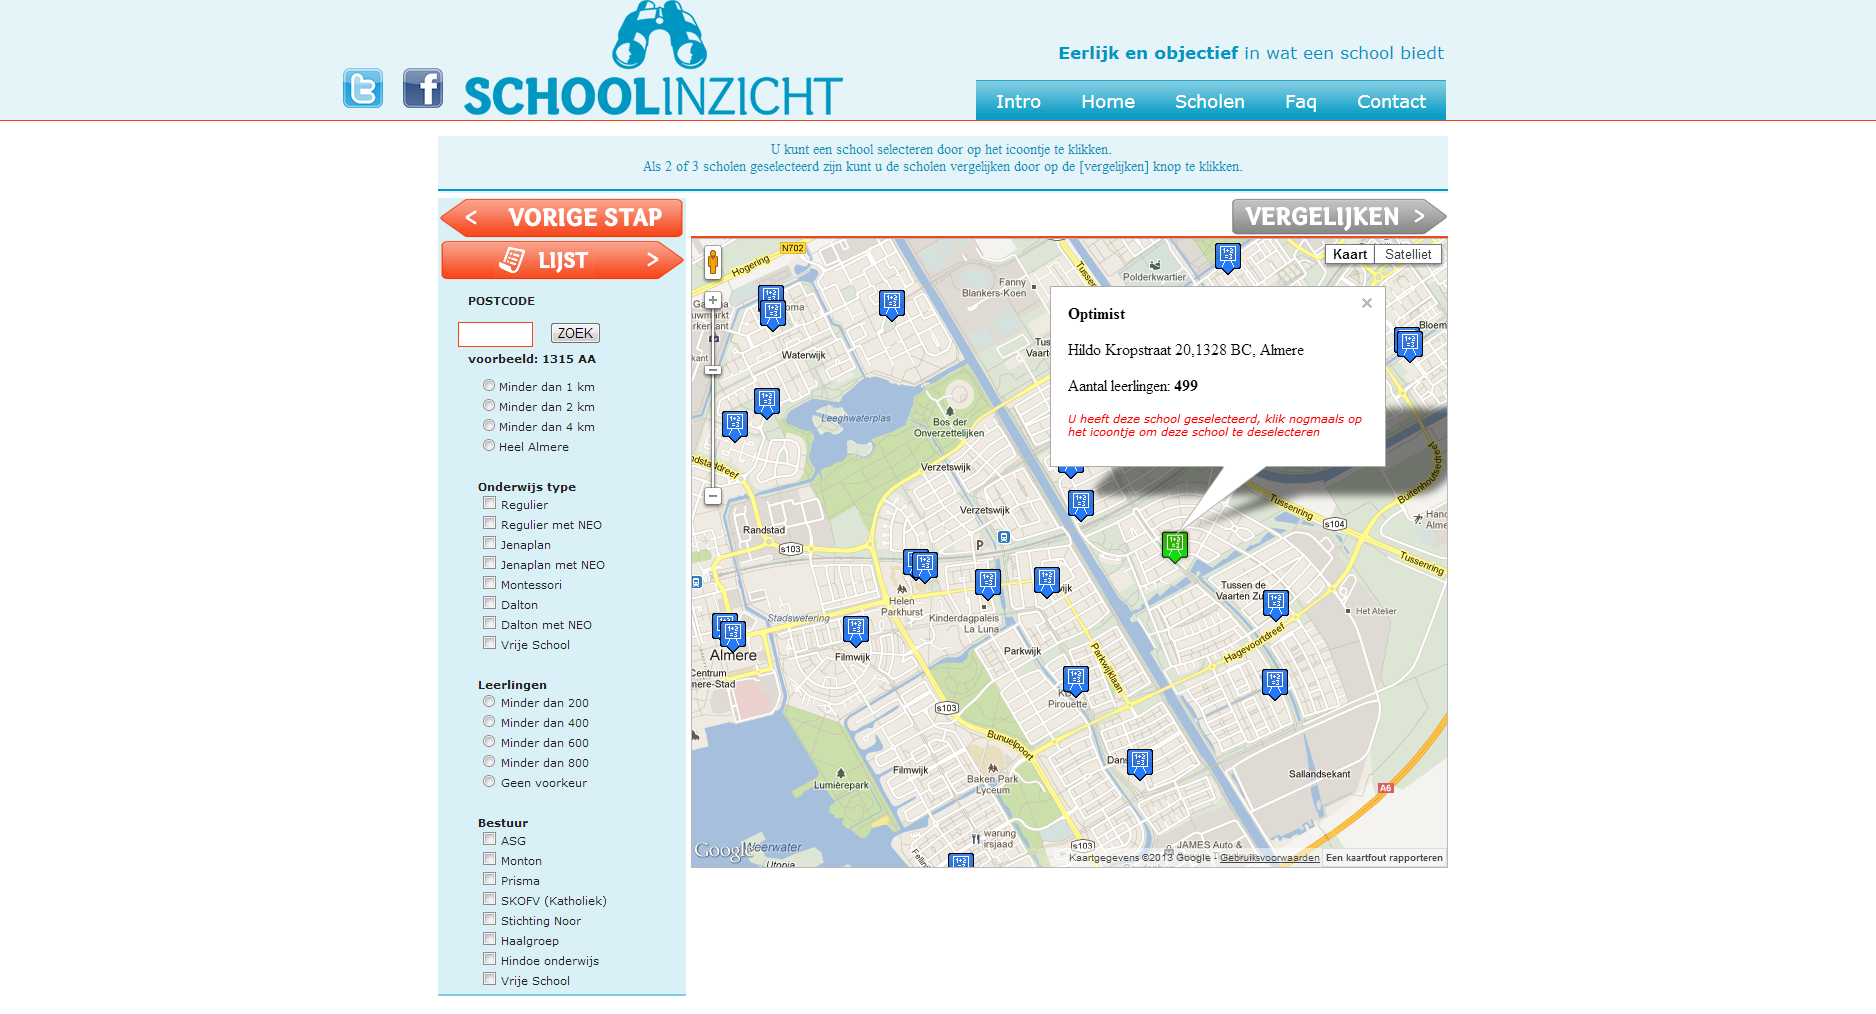 Eerlijk en objectief in wat een school biedt
SCHOOLINZICHT
Intro Home Scholen Faq Contact
U kunt een school selecteren door op het icoontje te klikken.
Als 2 of 3 scholen geselecteerd zijn kunt u de scholen vergelijken door op de [vergelijken] knop te klikken.
< VORIGE STAP
VERGELIJKEN >
LIJST >
POSTCODE
ZOEK
voorbeeld: 1315 AA
Minder dan 1 km
Minder dan 2 km
Minder dan 4 km
Heel Almere
Onderwijs type
Regulier
Regulier met NEO
Jenaplan
Jenaplan met NEO
Montessori
Dalton
Dalton met NEO
Vrije School
Leerlingen
Minder dan 200
Minder dan 400
Minder dan 600
Minder dan 800
Geen voorkeur
Bestuur
ASG
Monton
Prisma
SKOFV (Katholiek)
Stichting Noor
Haalgroep
Hindoe onderwijs
Vrije School
N702
Hogering
Polderkwartier
Kaart Satelliet
Fanny
Blankers-Koen
Optimist
Hildo Kropstraat 20,1328 BC, Almere
Aantal leerlingen: 499
U heeft deze school geselecteerd, klik nogmaals op
het icoontje om deze school te deselecteren
Waterwijk
Leeghwaterplas
Bos der
Onverzettelijken
Verzetswijk
Verzetswijk
Randstad
s103
P
Tussenring
s104
Buitenhoutsedreef
Tussenring
Helen
Parkhurst
Kinderdagpaleis
La Luna
Stadswetering
Tussen de
Vaarten Zu
Het Atelier
Hagevoortdreef
Almere
Centrum
mere-Stad
Filmwijk
Parkwijk
Parkwijklaan
Pirouette
s103
Bunuelpoort
Filmwijk
Lumièrepark
Baken Park
Lyceum
Dans
Sallandsekant
A6
warung
irsjaad
s103
JAMES Auto &
Google
Weerwater
Utopia
Kaartgegevens ©2013 Google - Gebruiksvoorwaarden
Een kaartfout rapporteren